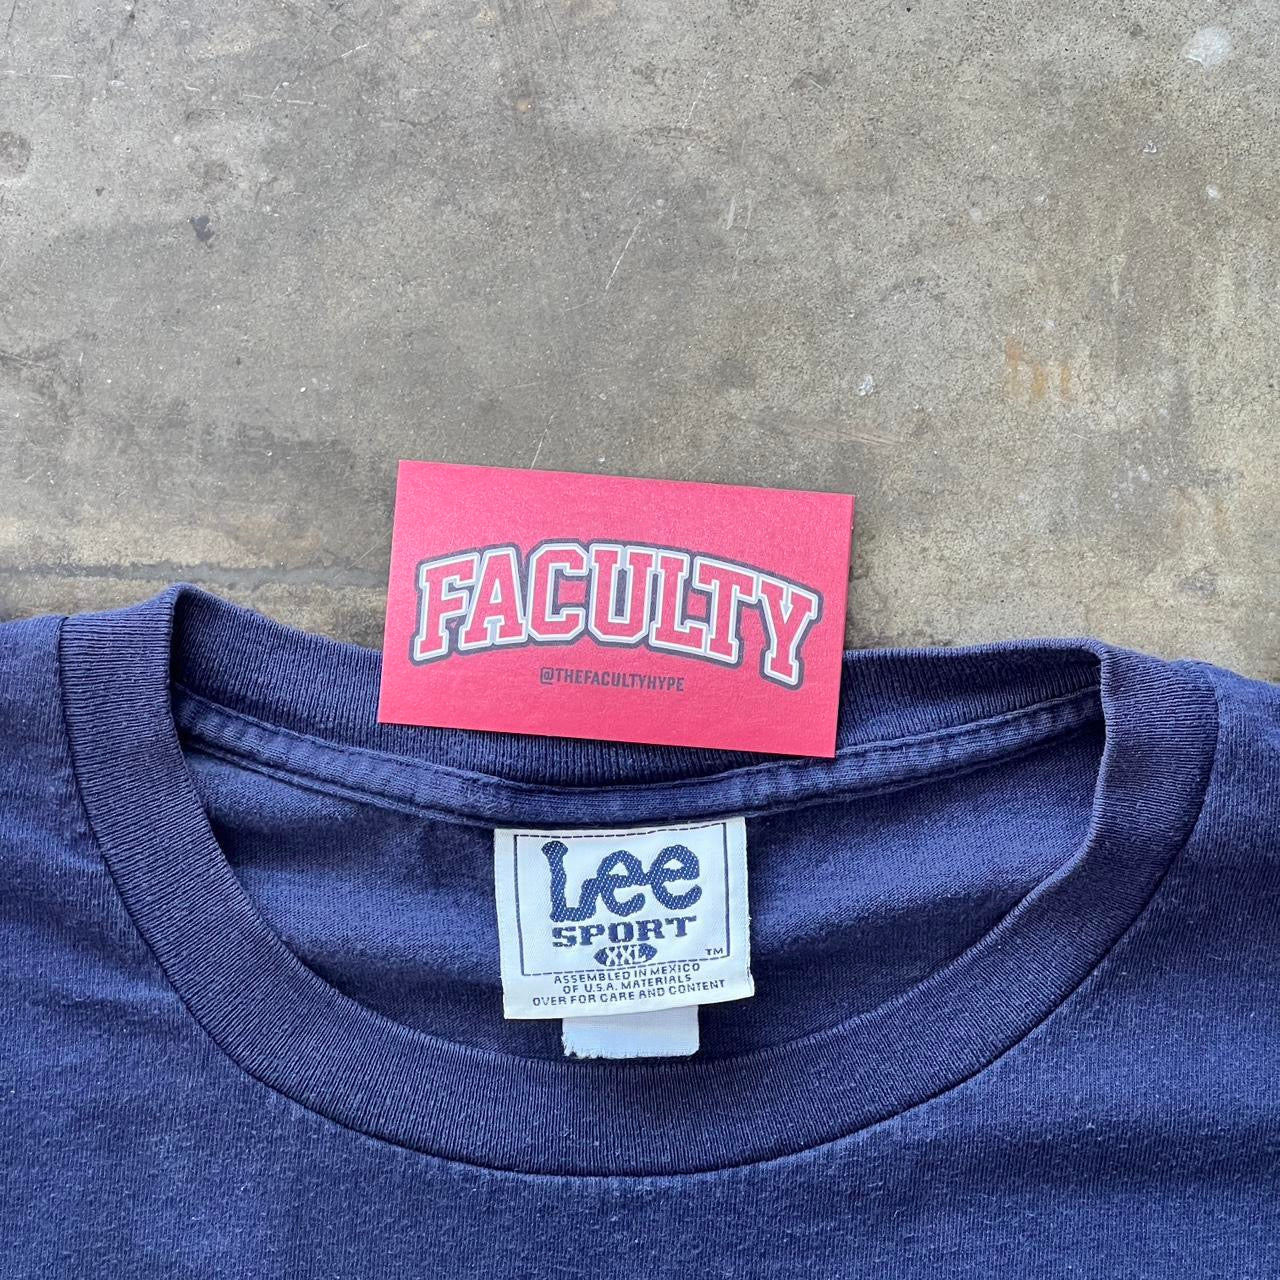 FACULTY
@THEFACULTYHYPE
Lee
SPORT
XXL
TM
ASSEMBLED IN MEXICO
OF U.S.A. MATERIALS
OVER FOR CARE AND CONTENT